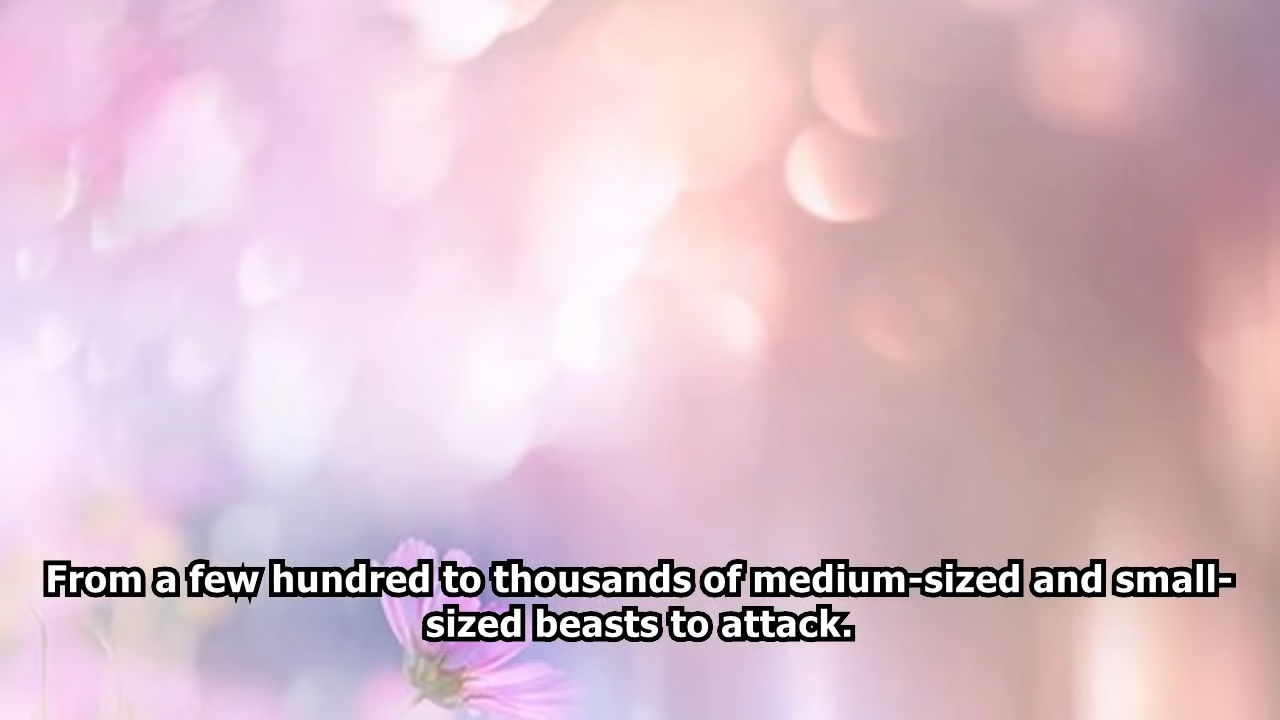 From a few hundred to thousands of medium-sized and small-
sized beasts to attack.